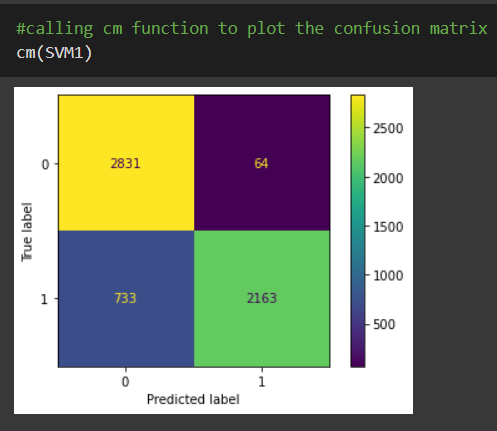 #calling cm function to plot the confusion matrix
cm(SVM1)
2831 64
733 2163
0
1
True label
0 1
Predicted label
2500
2000
1500
1000
500